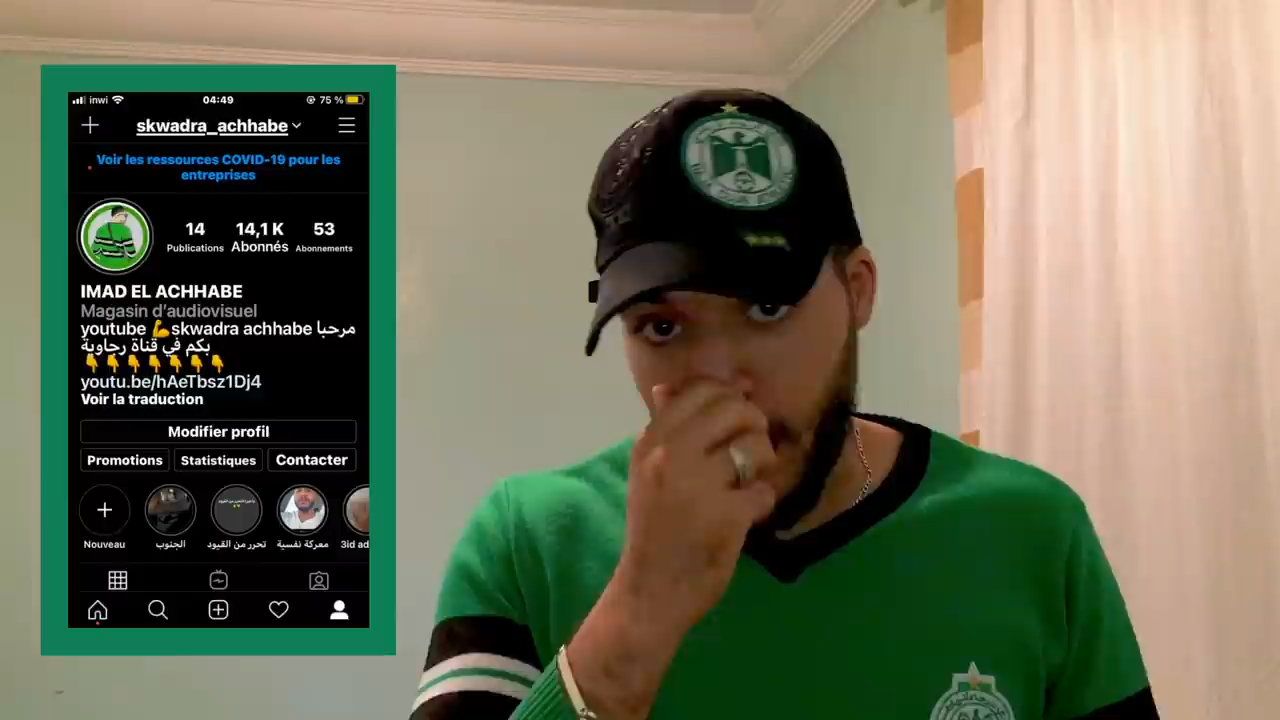 inwi
04:49
75 %
skwadra_achhabe
Voir les ressources COVID-19 pour les
entreprises
14
14,1 K
53
Publications
Abonnés
Abonnements
IMAD EL ACHHABE
Magasin d'audiovisuel
youtube 💪skwadra achhabe مرحبا
بكم في قناة رجاوية
👇👇👇👇👇👇👇
youtu.be/hAeTbsz1Dj4
Voir la traduction
Modifier profil
Promotions
Statistiques
Contacter
Nouveau
الجنوب
تحرر من القيود
معركة نفسية
3id ad